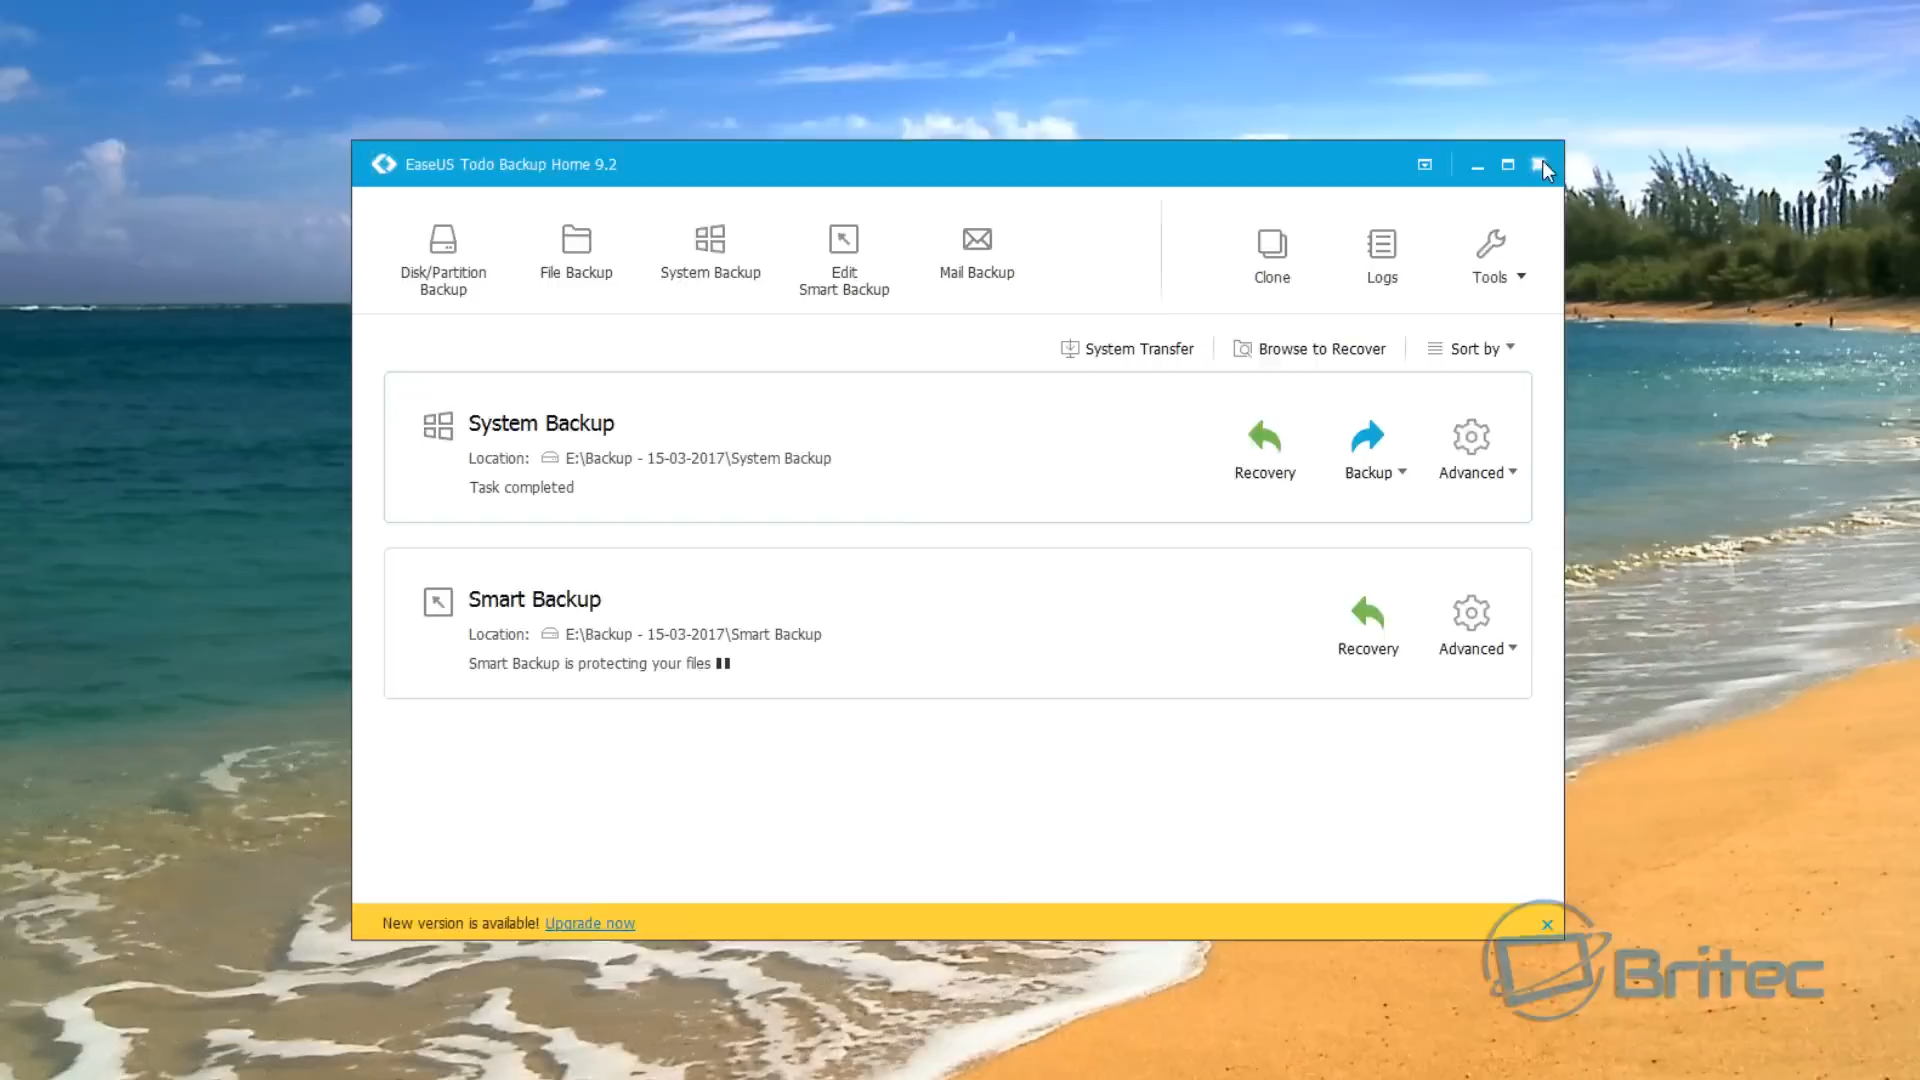 EaseUS Todo Backup Home 9.2
Disk/Partition
Backup
File Backup
System Backup
Edit
Smart Backup
Mail Backup
Clone
Logs
Tools
System Transfer
Browse to Recover
Sort by
System Backup
Location: E:\Backup - 15-03-2017\System Backup
Task completed
Recovery
Backup
Advanced
Smart Backup
Location: E:\Backup - 15-03-2017\Smart Backup
Smart Backup is protecting your files
Recovery
Advanced
New version is available! Upgrade now
Britec